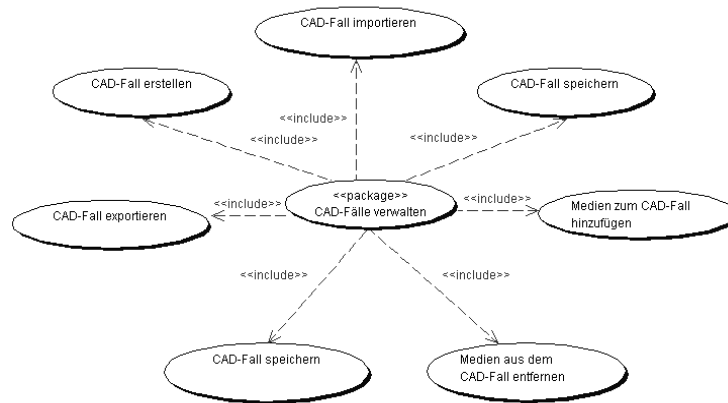 CAD-Fall importieren
CAD-Fall erstellen
CAD-Fall speichern
<<include>>
<<include>>
<<include>>
<<package>>
CAD-Fälle verwalten
<<include>>
<<include>>
CAD-Fall exportieren
Medien zum CAD-Fall
hinzufügen
<<include>>
<<include>>
CAD-Fall speichern
Medien aus dem
CAD-Fall entfernen